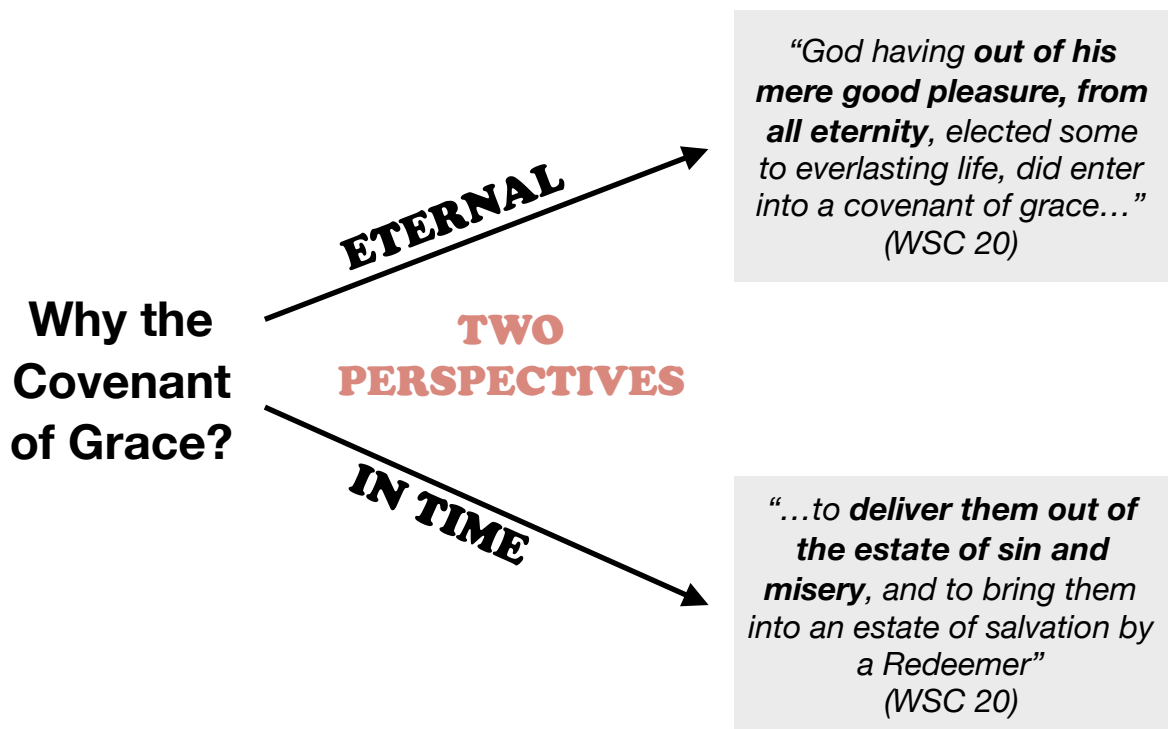 Why the
Covenant
of Grace?
ETERNAL
TWO
PERSPECTIVES
IN TIME
“God having out of his
mere good pleasure, from
all eternity, elected some
to everlasting life, did enter
into a covenant of grace…”
(WSC 20)
“…to deliver them out of
the estate of sin and
misery, and to bring them
into an estate of salvation by
a Redeemer”
(WSC 20)